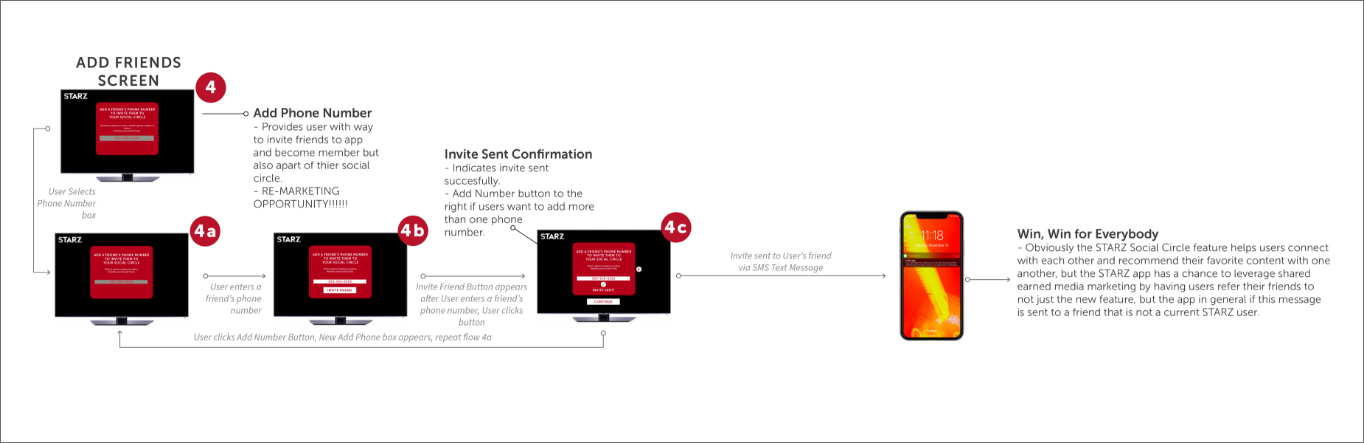 ADD FRIENDS
SCREEN
4
STARZ
ADD A FRIEND'S PHONE NUMBER
TO INVITE THEM TO
YOUR SOCIAL CIRCLE
Add Phone Number
- Provides user with way
to invite friends to app
and become member but
also apart of thier social
circle.
- RE-MARKETING
OPPORTUNITY!!!!!!
User Selects
Phone Number
box
Invite Sent Confirmation
- Indicates invite sent
succesfully.
- Add Number button to the
right if users want to add more
than one phone
number.
4a
STARZ
ADD A FRIEND'S PHONE NUMBER
TO INVITE THEM TO
YOUR SOCIAL CIRCLE
User enters a
friend's phone
number
4b
STARZ
ADD A FRIEND'S PHONE NUMBER
TO INVITE THEM TO
YOUR SOCIAL CIRCLE
INVITE FRIEND
Invite Friend Button appears
after User enters a friend's
phone number, User clicks
button
4c
STARZ
ADD A FRIEND'S PHONE NUMBER
TO INVITE THEM TO
YOUR SOCIAL CIRCLE
INVITE SENT
CONTINUE
User clicks Add Number Button, New Add Phone box appears, repeat flow 4a
Invite sent to User's friend
via SMS Text Message
11:18
Win, Win for Everybody
- Obviously the STARZ Social Circle feature helps users connect
with each other and recommend their favorite content with one
another, but the STARZ app has a chance to leverage shared
earned media marketing by having users refer their friends to
not just the new feature, but the app in general if this message
is sent to a friend that is not a current STARZ user.